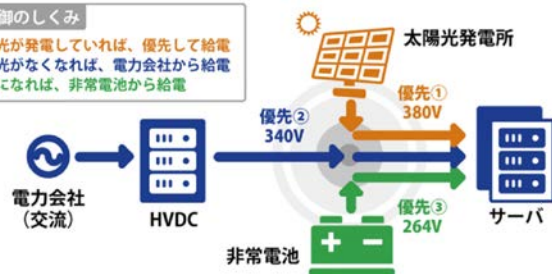 御のしくみ
光が発電していれば、優先して給電
光がなくなれば、電力会社から給電
になれば、非常電池から給電
太陽光発電所
優先①
380V
優先②
340V
電力会社
(交流)
HVDC
優先③
264V
サーバ
非常電池